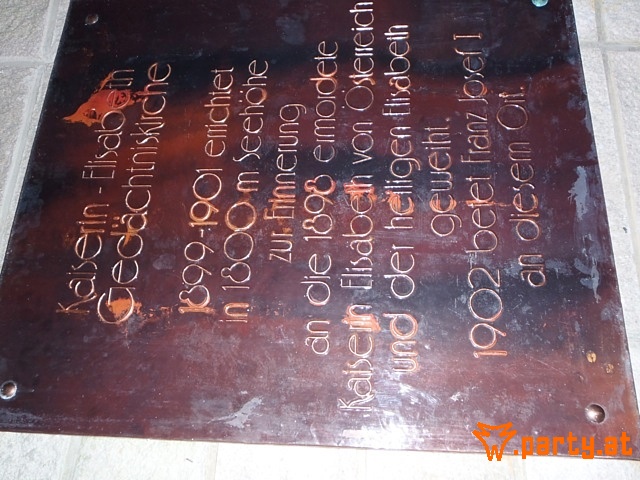 Kaiserin - Elisabeth
Gedächtniskirche
1899-1901 errichtet
in 1800 m Seehöhe
zur Erinnerung
an die 1898 ermordete
Kaiserin Elisabeth von Österreich
und der heiligen Elisabeth
geweiht.
1902 betet Franz Josef I
an diesem Ort.
w.party.at